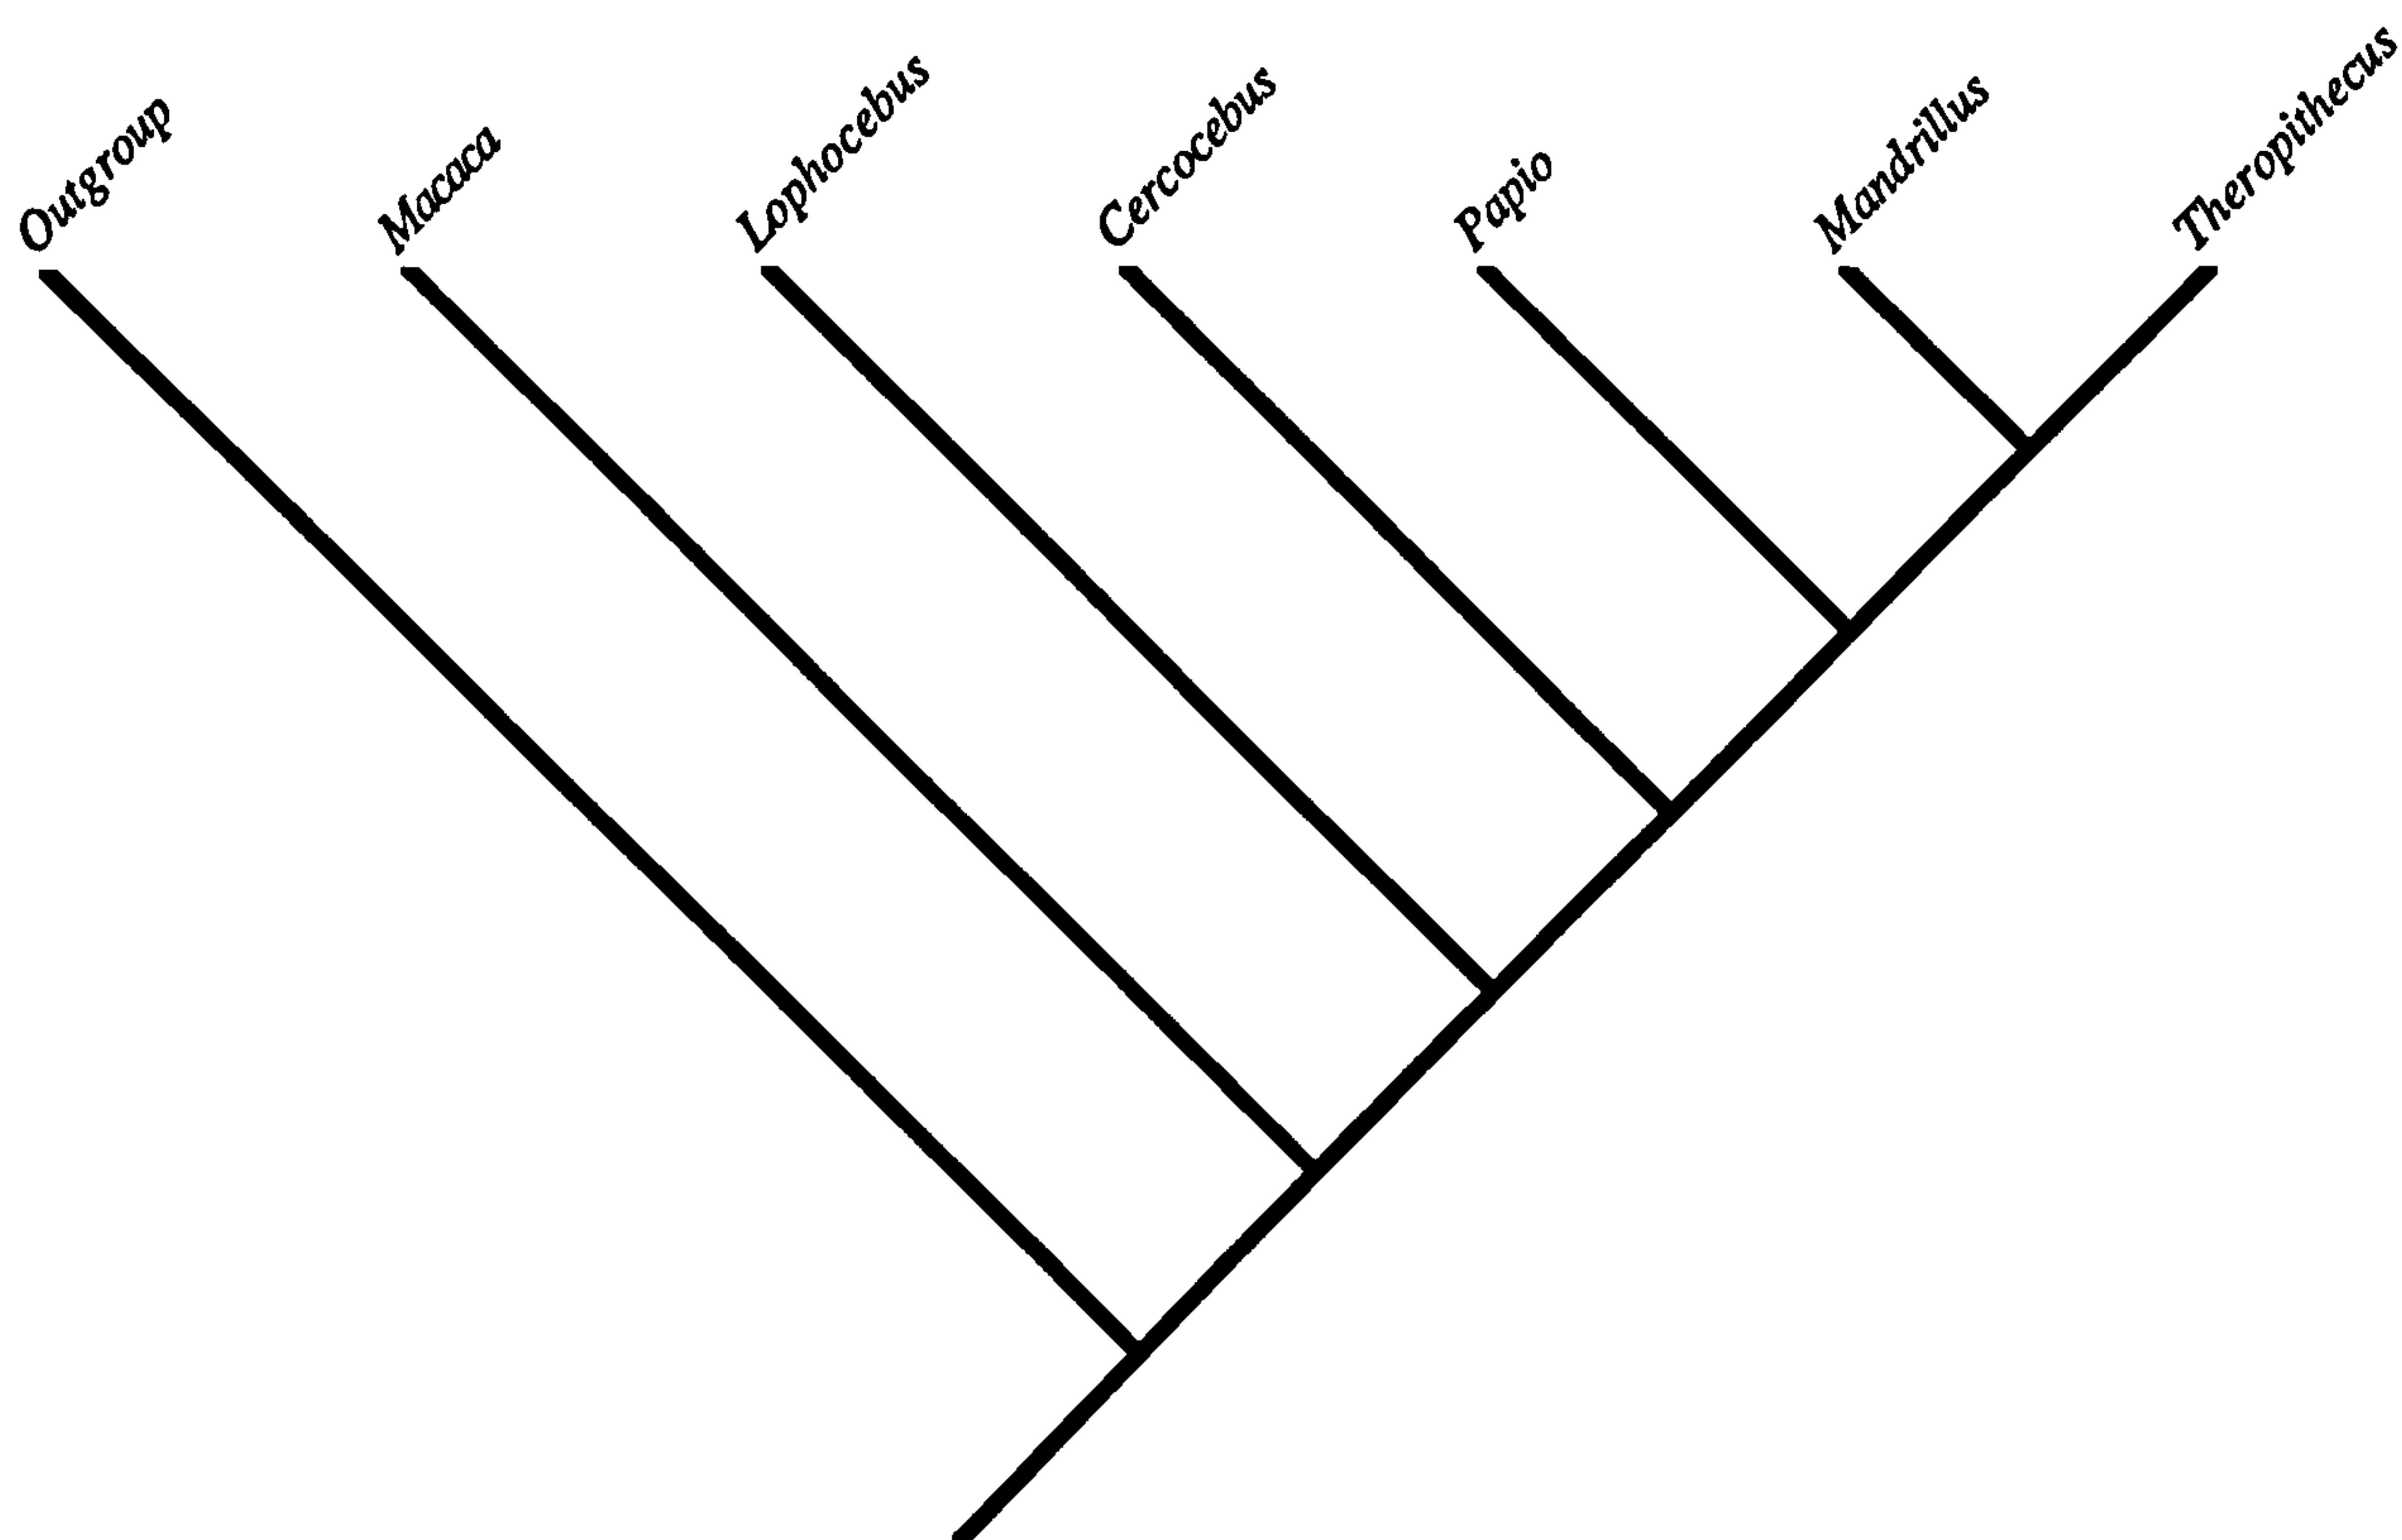 Outgroup
Macaca
Lophocebus
Cercocebus
Papio
Mandrillus
Theropithecus